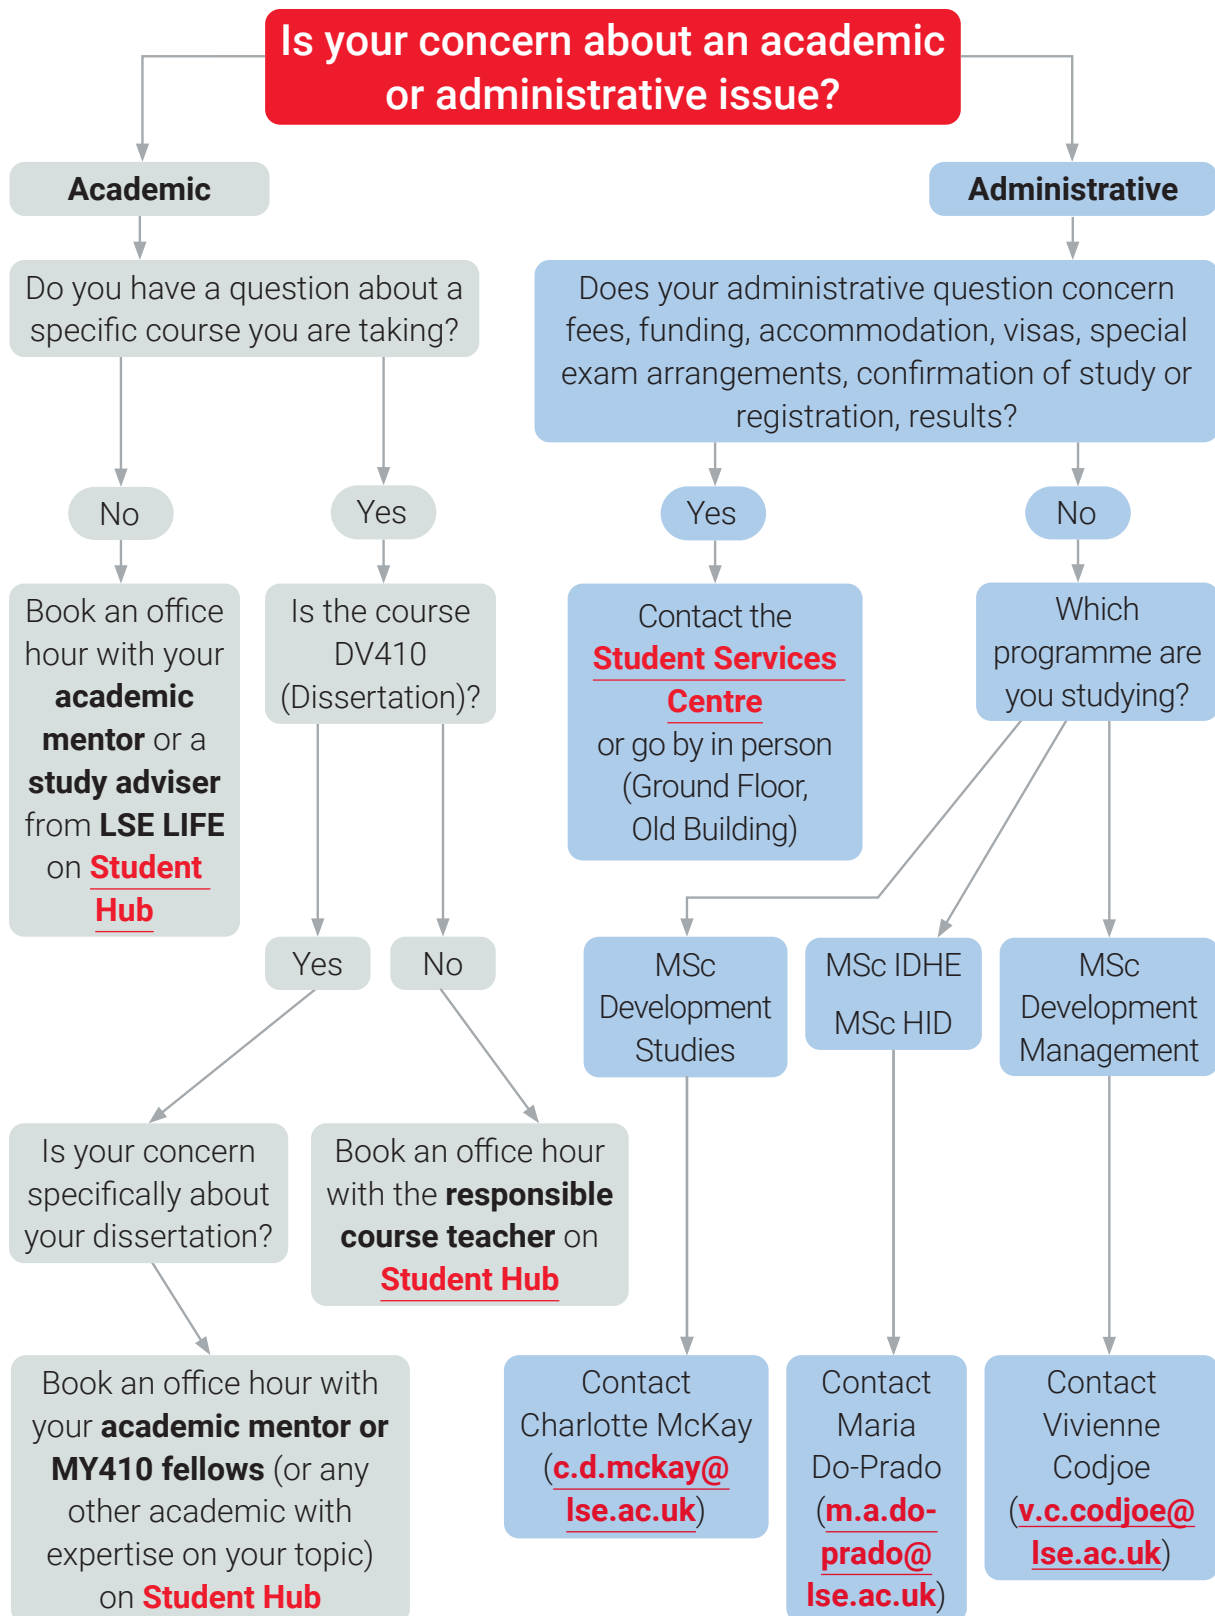 Is your concern about an academic
or administrative issue?
Academic
Administrative
Do you have a question about a
specific course you are taking?
Does your administrative question concern
fees, funding, accommodation, visas, special
exam arrangements, confirmation of study or
registration, results?
No
Yes
Yes
No
Book an office
hour with your
academic
mentor or a
study adviser
from LSE LIFE
on Student
Hub
Is the course
DV410
(Dissertation)?
Contact the
Student Services
Centre
or go by in person
(Ground Floor,
Old Building)
Which
programme are
you studying?
Yes
No
MSc
Development
Studies
MSc IDHE
MSc HID
MSc
Development
Management
Is your concern
specifically about
your dissertation?
Book an office hour
with the responsible
course teacher on
Student Hub
Book an office hour with
your academic mentor or
MY410 fellows (or any
other academic with
expertise on your topic)
on Student Hub
Contact
Charlotte McKay
(c.d.mckay@
lse.ac.uk)
Contact
Maria
Do-Prado
(m.a.do-
prado@
lse.ac.uk)
Contact
Vivienne
Codjoe
(v.c.codjoe@
lse.ac.uk)